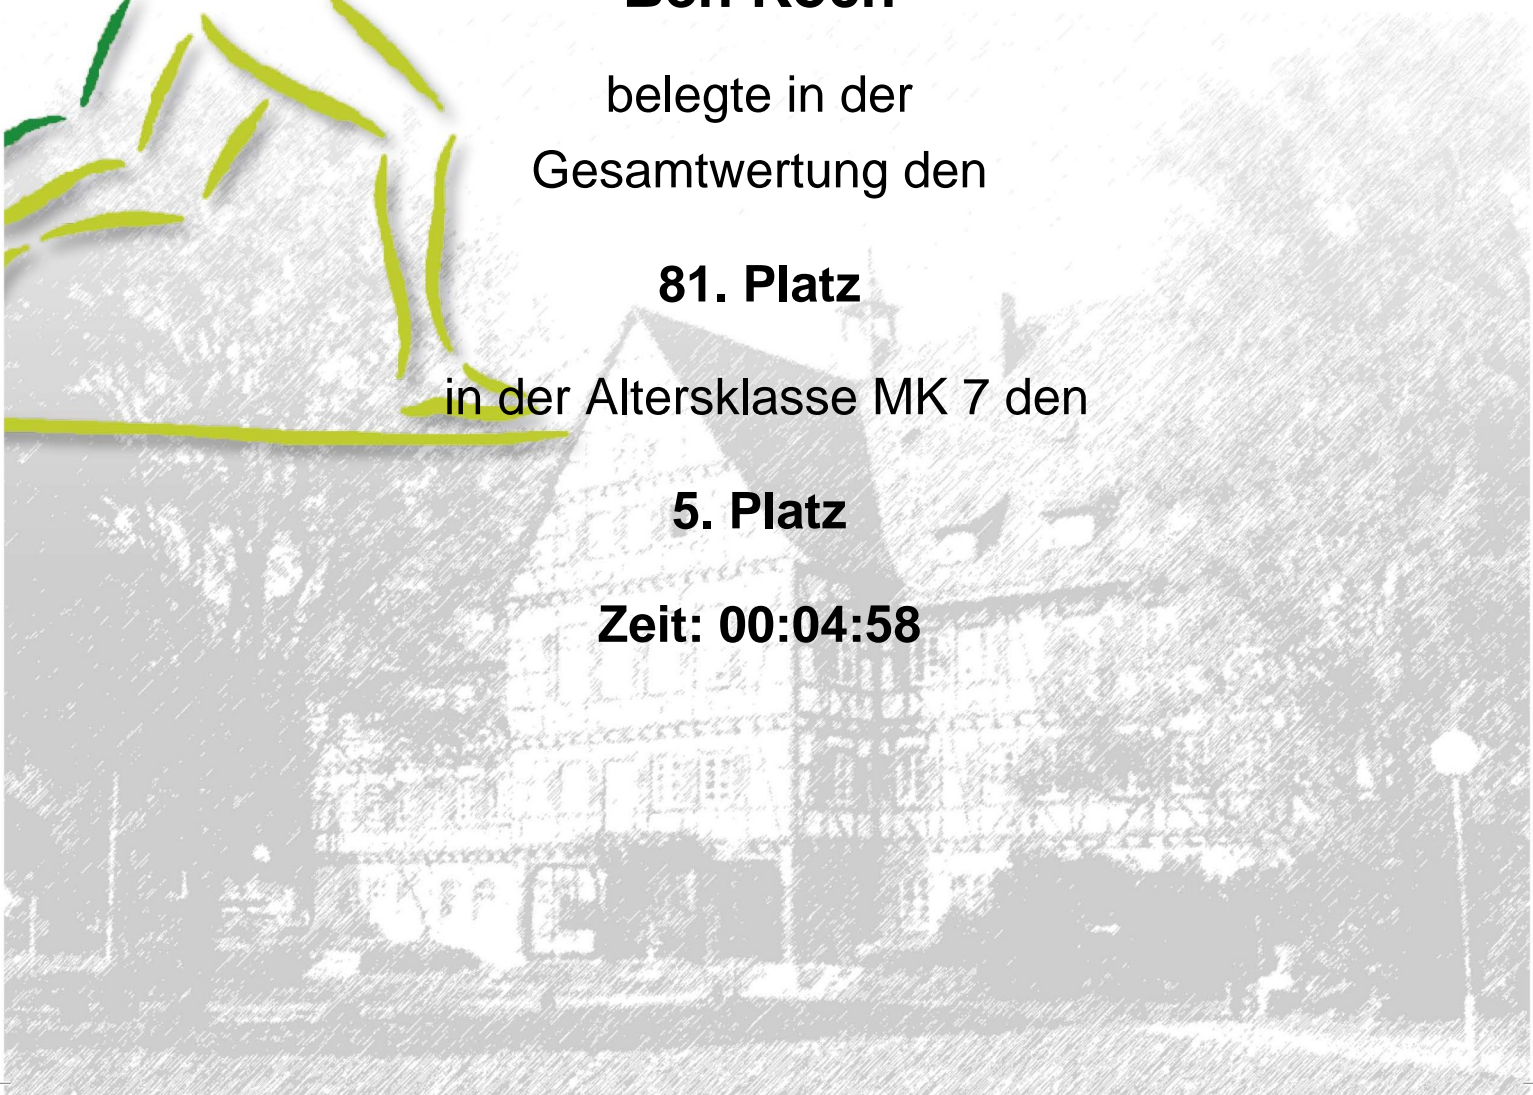 belegte in der
Gesamtwertung den
81. Platz
in der Altersklasse MK 7 den
5. Platz
Zeit: 00:04:58